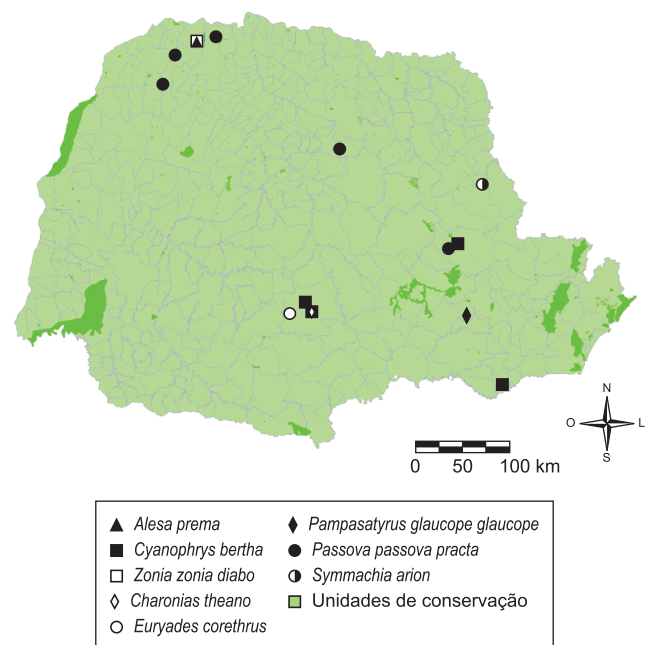 N
O L
S
0 50 100 km
Alesa prema
Cyanophrys bertha
Zonia zonia diabo
Charonias theano
Euryades corethrus
Pampasatyrus glaucope glaucope
Passova passova practa
Symmachia arion
Unidades de conservação